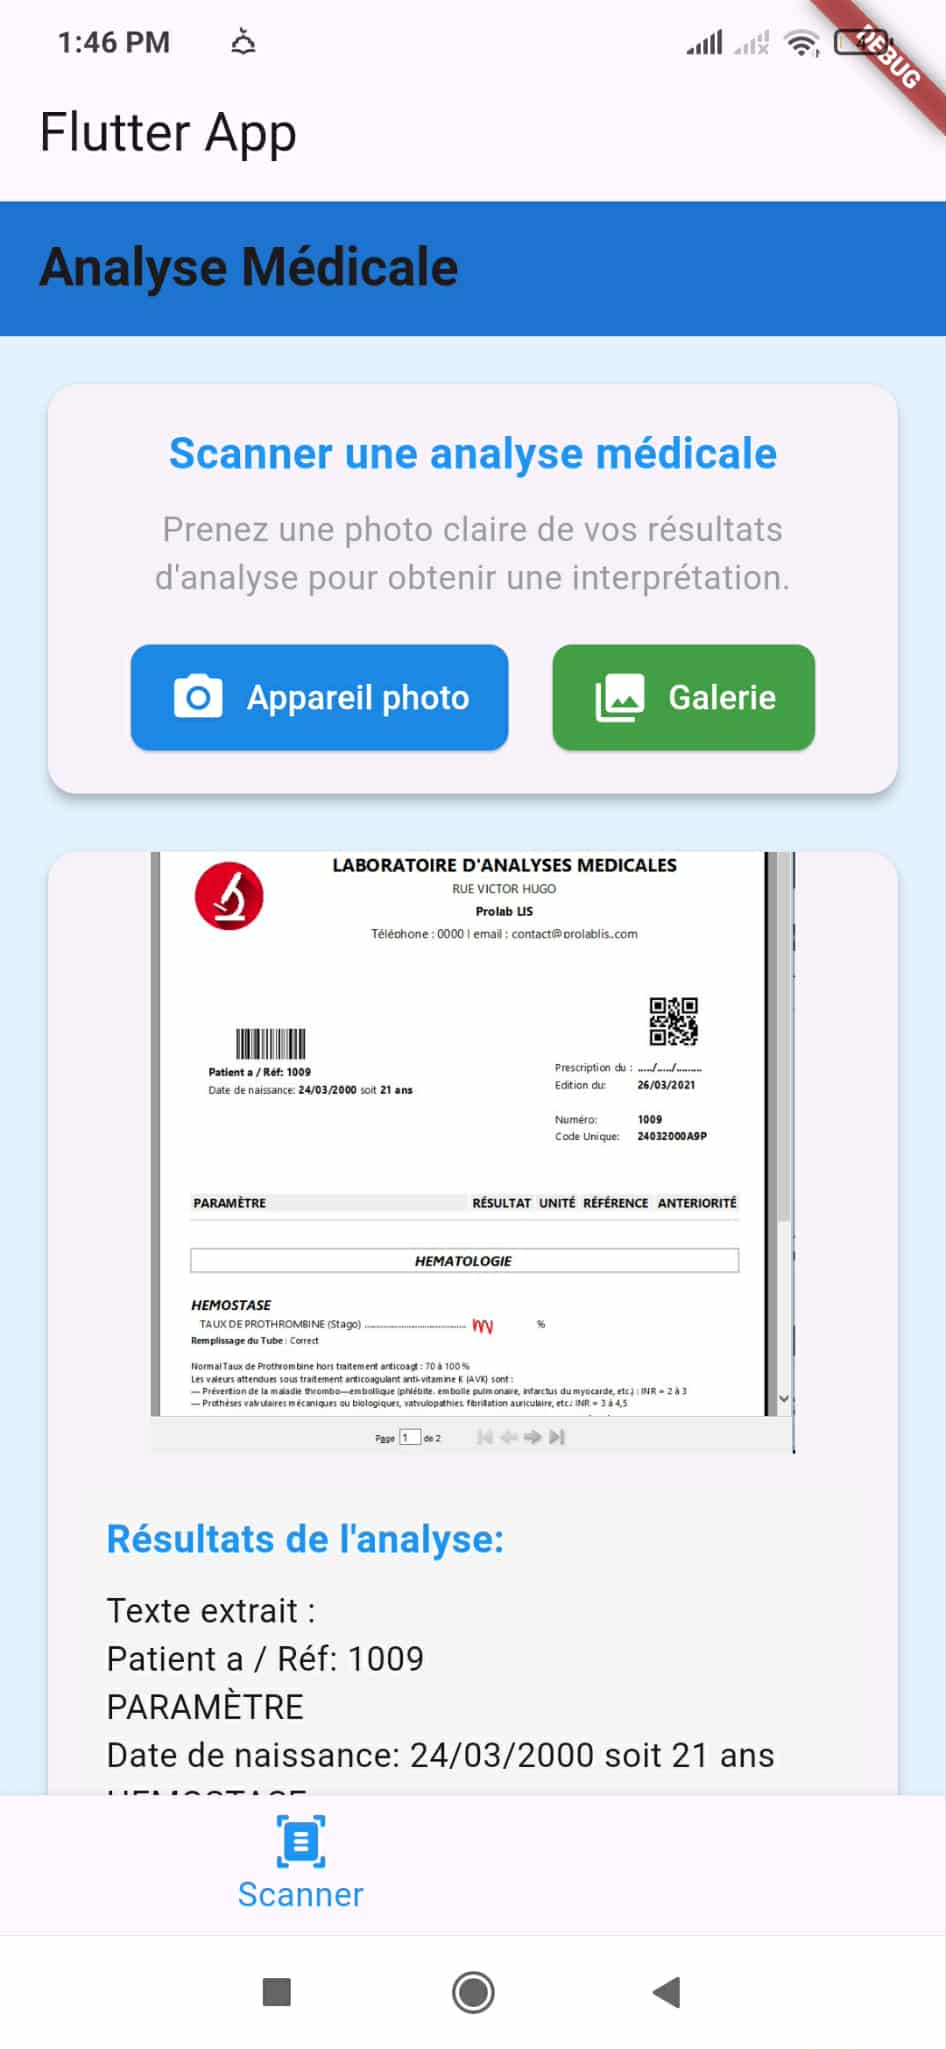 1:46 PM
DEBUG
Flutter App
Analyse Médicale
Scanner une analyse médicale
Prenez une photo claire de vos résultats
d'analyse pour obtenir une interprétation.
Appareil photo
Galerie
LABORATOIRE D'ANALYSES MEDICALES
RUE VICTOR HUGO
Prolab LIS
Téléphone : 0000 | email : contact@prolablis.com
Patient a / Réf: 1009
Date de naissance: 24/03/2000 soit 21 ans
Prescription du : ...../...../.........
Edition du: 26/03/2021
Numéro: 1009
Code Unique: 24032000A9P
PARAMÈTRE RÉSULTAT UNITÉ RÉFÉRENCE ANTERIORITÉ
HEMATOLOGIE
HEMOSTASE
TAUX DE PROTHROMBINE (Stago) ........................................ %
Remplissage du Tube : Correct
Normal Taux de Prothrombine hors traitement anticoagt : 70 à 100 %
Les valeurs attendues sous traitement anticoagulant anti-vitamine K (AVK) sont :
— Prévention de la maladie thrombo—embollique (phlébite. embolie pulmonaire, infarctus du myocarde, etc.) : INR = 2 à 3
— Prothèses valvulaires mécaniques ou biologiques, vatvulopathies. fibrillation auriculaire, etc.: INR = 3 à 4,5
Page 1 de 2
Résultats de l'analyse:
Texte extrait :
Patient a / Réf: 1009
PARAMÈTRE
Date de naissance: 24/03/2000 soit 21 ans
HEMOSTASE
Scanner